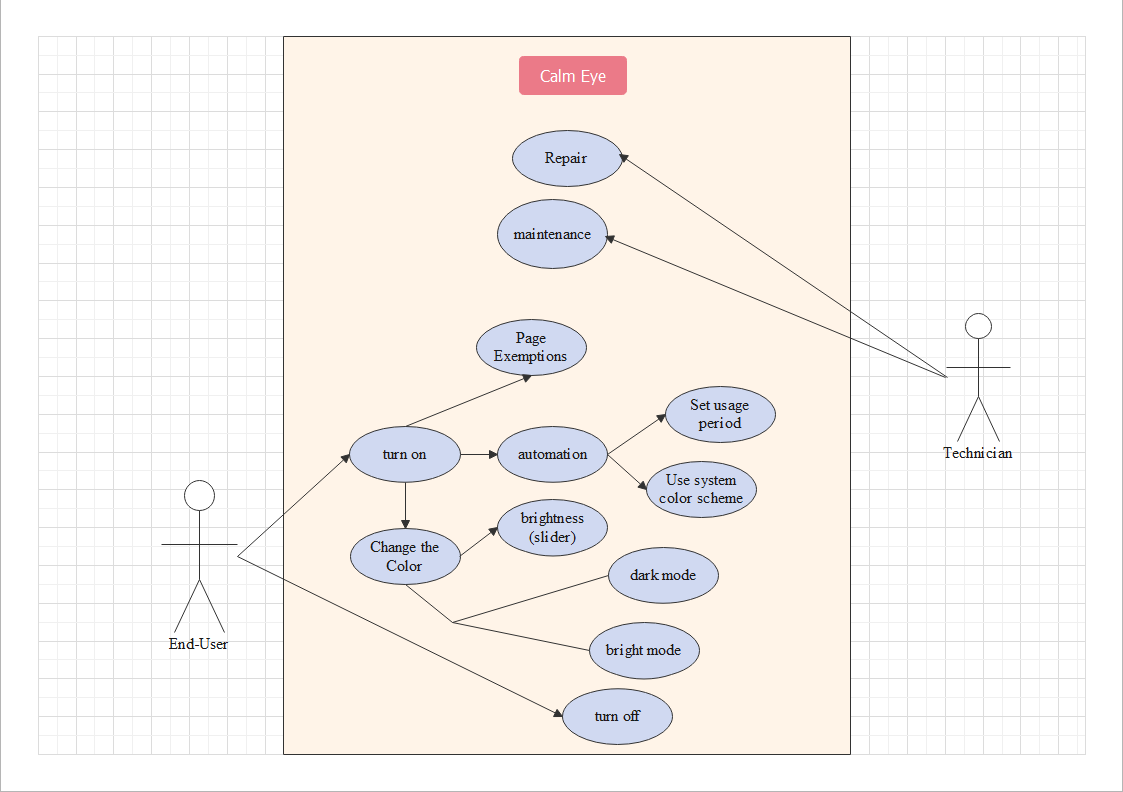 Calm Eye
Repair
maintenance
Page
Exemptions
Set usage
period
turn on
automation
Technician
Use system
color scheme
brightness
(slider)
Change the
Color
dark mode
End-User
bright mode
turn off